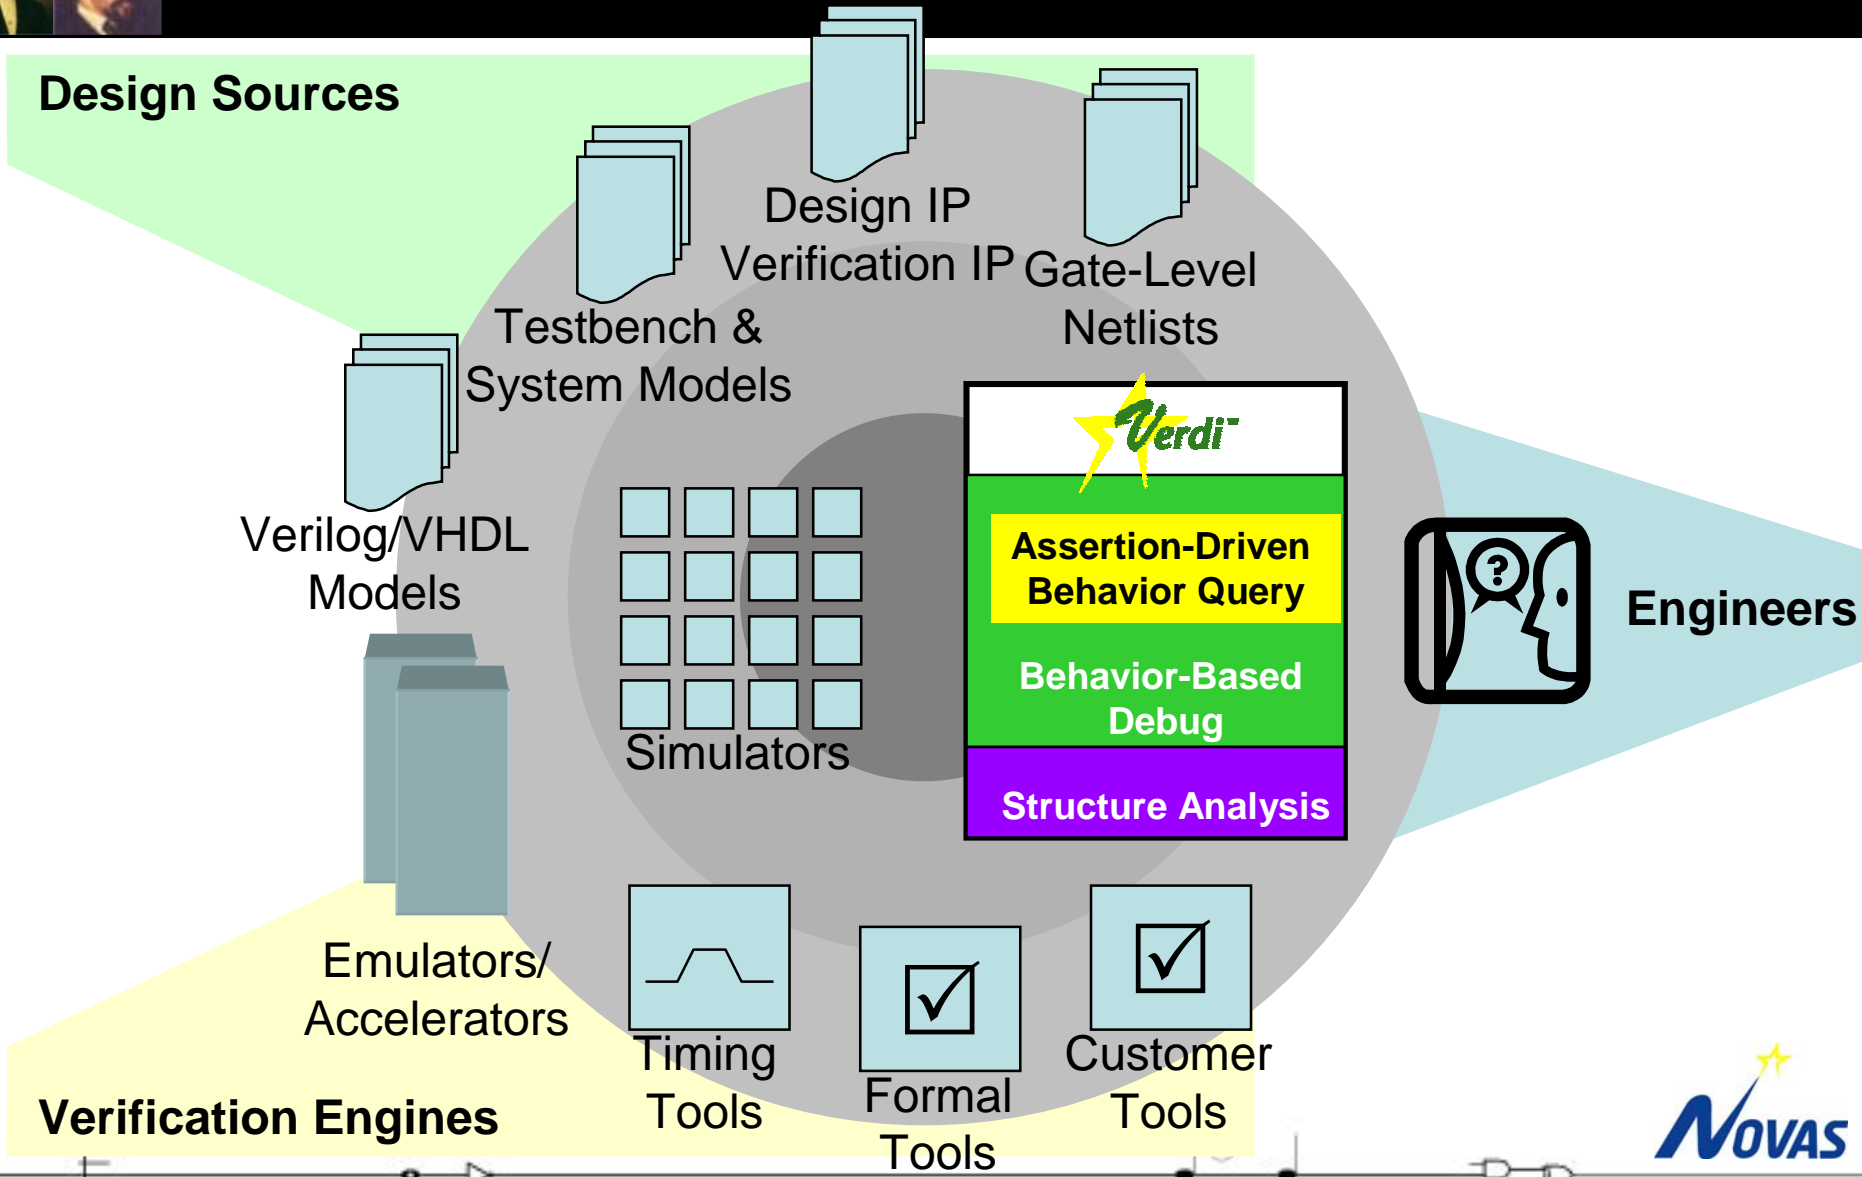 Design Sources
Design IP
Verification IP
Gate-Level
Netlists
Testbench &
System Models
Verilog/VHDL
Models
Verdi™
Assertion-Driven
Behavior Query
Behavior-Based
Debug
Structure Analysis
?
Engineers
Simulators
Emulators/
Accelerators
Timing
Tools
Formal
Tools
Customer
Tools
Verification Engines
NOVAS